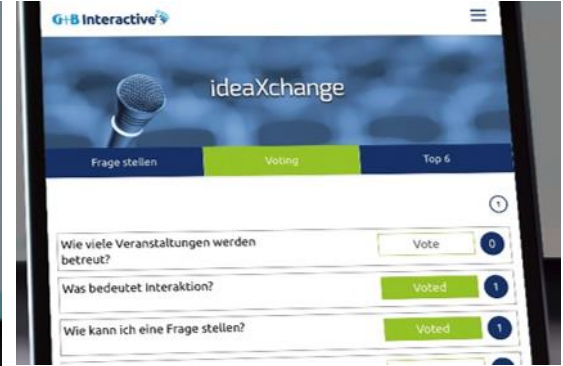 G+B Interactive
ideaXchange
Frage stellen
Voting
Top 6
1
Wie viele Veranstaltungen werden
betreut?
Vote
0
Was bedeutet Interaktion?
Voted
1
Wie kann ich eine Frage stellen?
Voted
1